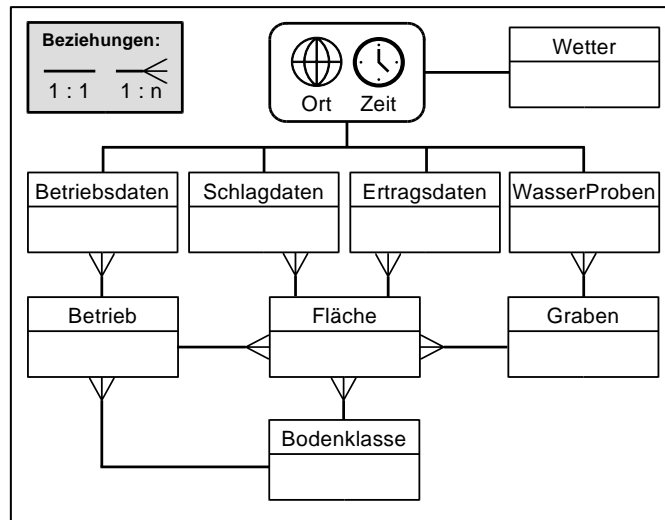 Beziehungen:
1 : 1 1 : n
Ort Zeit
Wetter
Betriebsdaten Schlagdaten Ertragsdaten WasserProben
Betrieb Fläche Graben
Bodenklasse